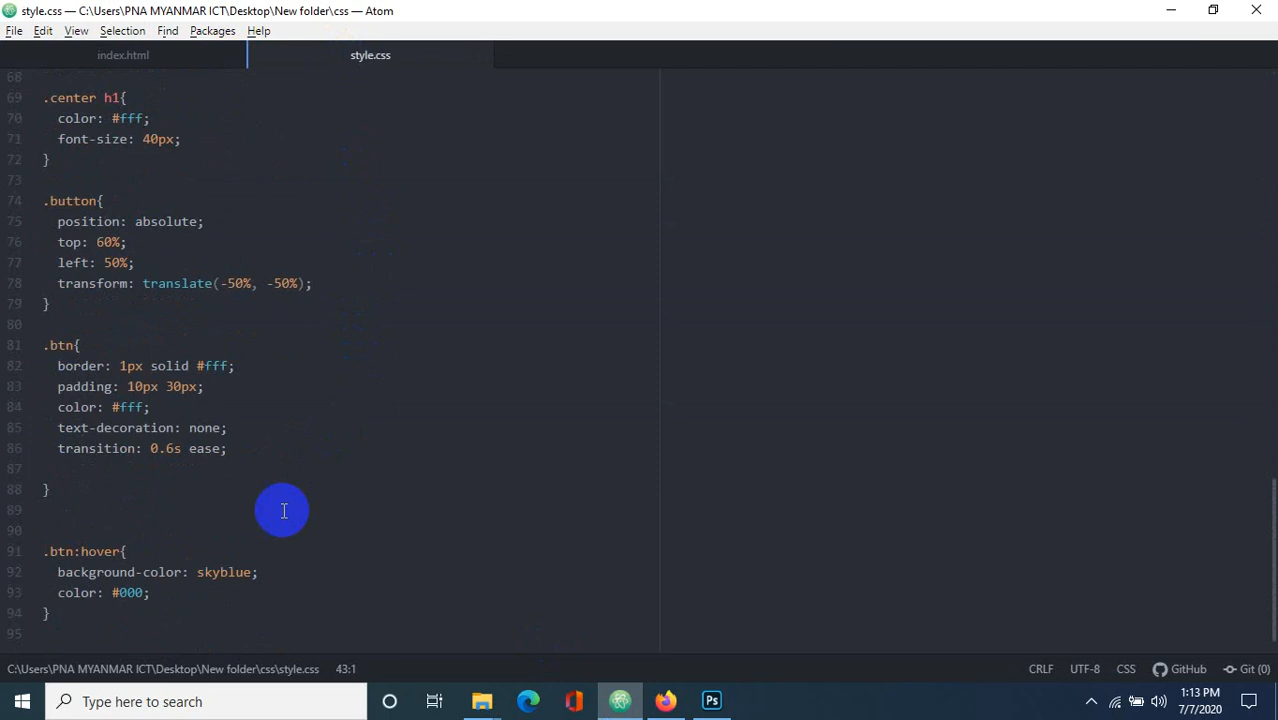 style.css — C:\Users\PNA MYANMAR ICT\Desktop\New folder\css — Atom
File Edit View Selection Find Packages Help
index.html style.css
68
69 .center h1{
70 color: #fff;
71 font-size: 40px;
72 }
73
74 .button{
75 position: absolute;
76 top: 60%;
77 left: 50%;
78 transform: translate(-50%, -50%);
79 }
80
81 .btn{
82 border: 1px solid #fff;
83 padding: 10px 30px;
84 color: #fff;
85 text-decoration: none;
86 transition: 0.6s ease;
87
88 }
89
90
91 .btn:hover{
92 background-color: skyblue;
93 color: #000;
94 }
95
C:\Users\PNA MYANMAR ICT\Desktop\New folder\css\style.css 43:1 CRLF UTF-8 CSS GitHub Git (0)
Type here to search Ps 1:13 PM
7/7/2020